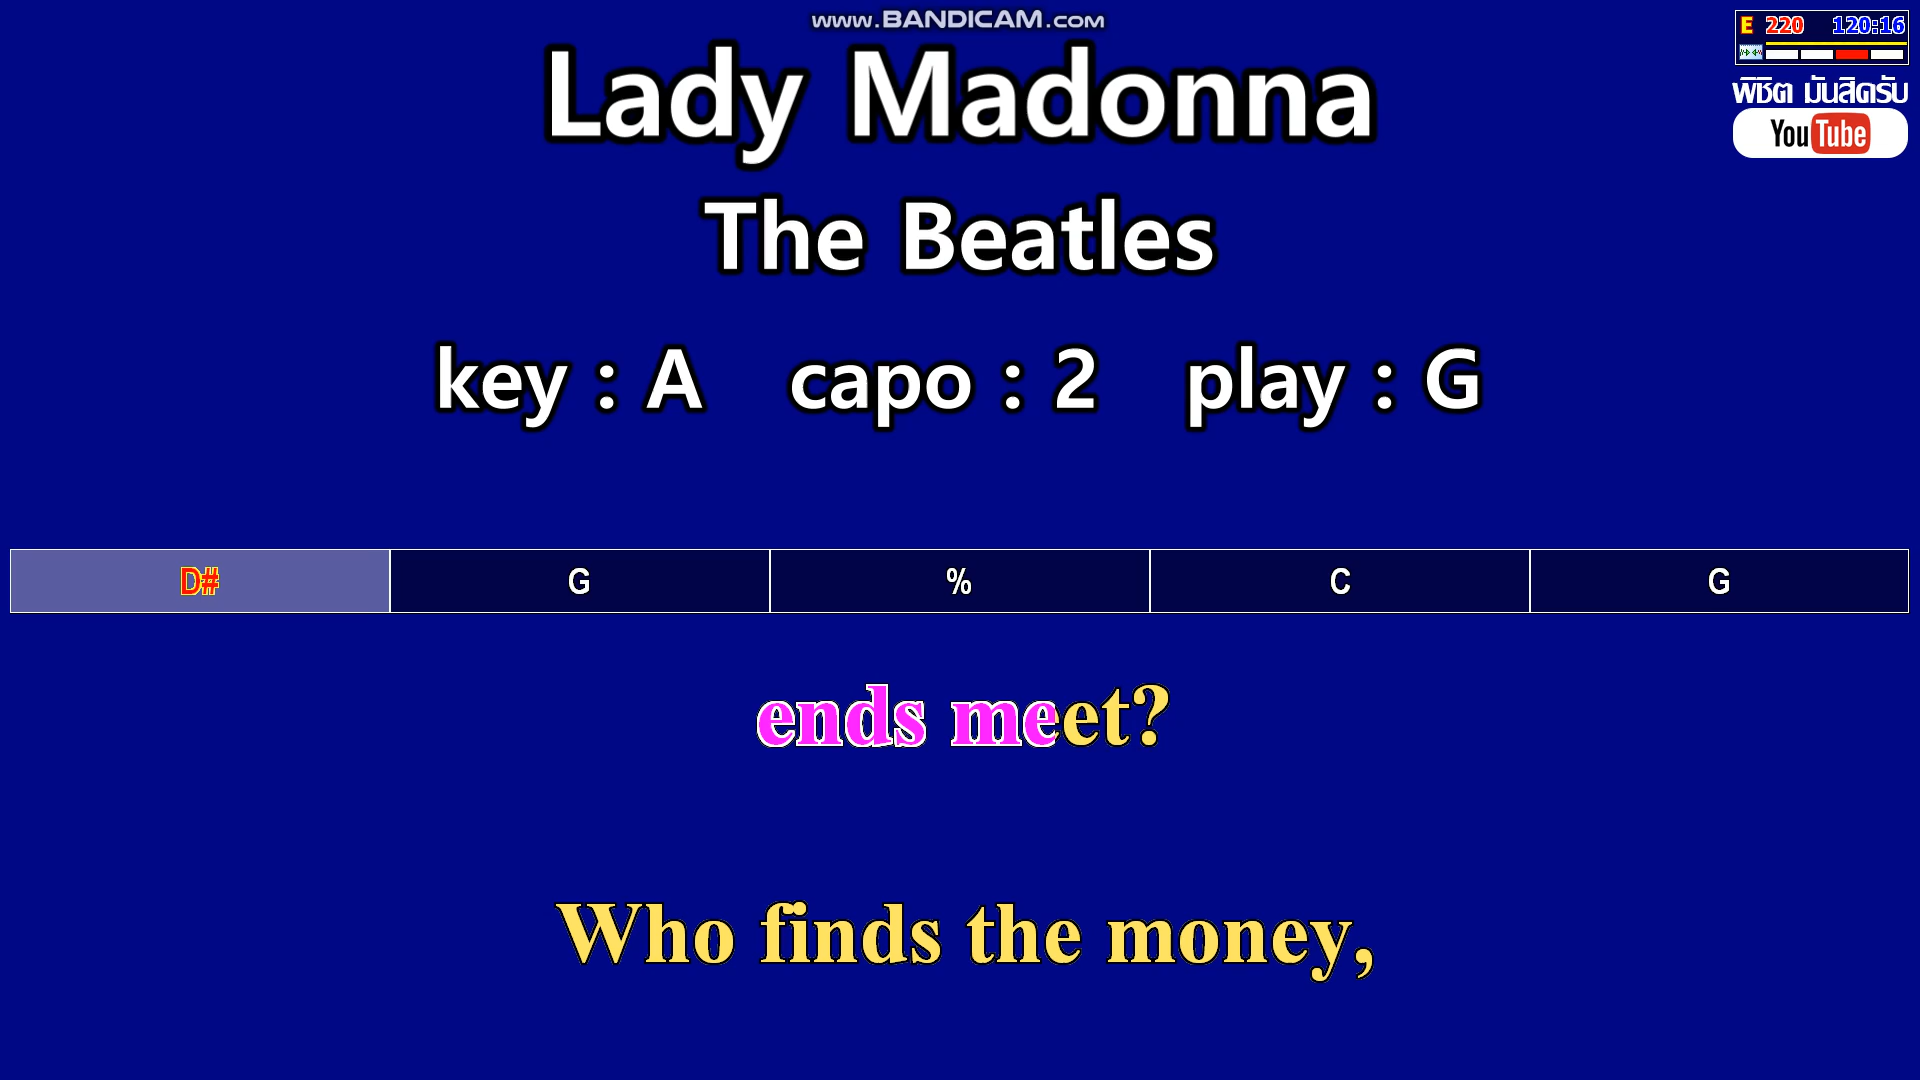 www.BANDICAM.com
E 220 120:16
Lady Madonna
พิชิต มันสิตรับ
YouTube
The Beatles
key : A capo : 2 play : G
D# G % C G
ends meet?
Who finds the money,